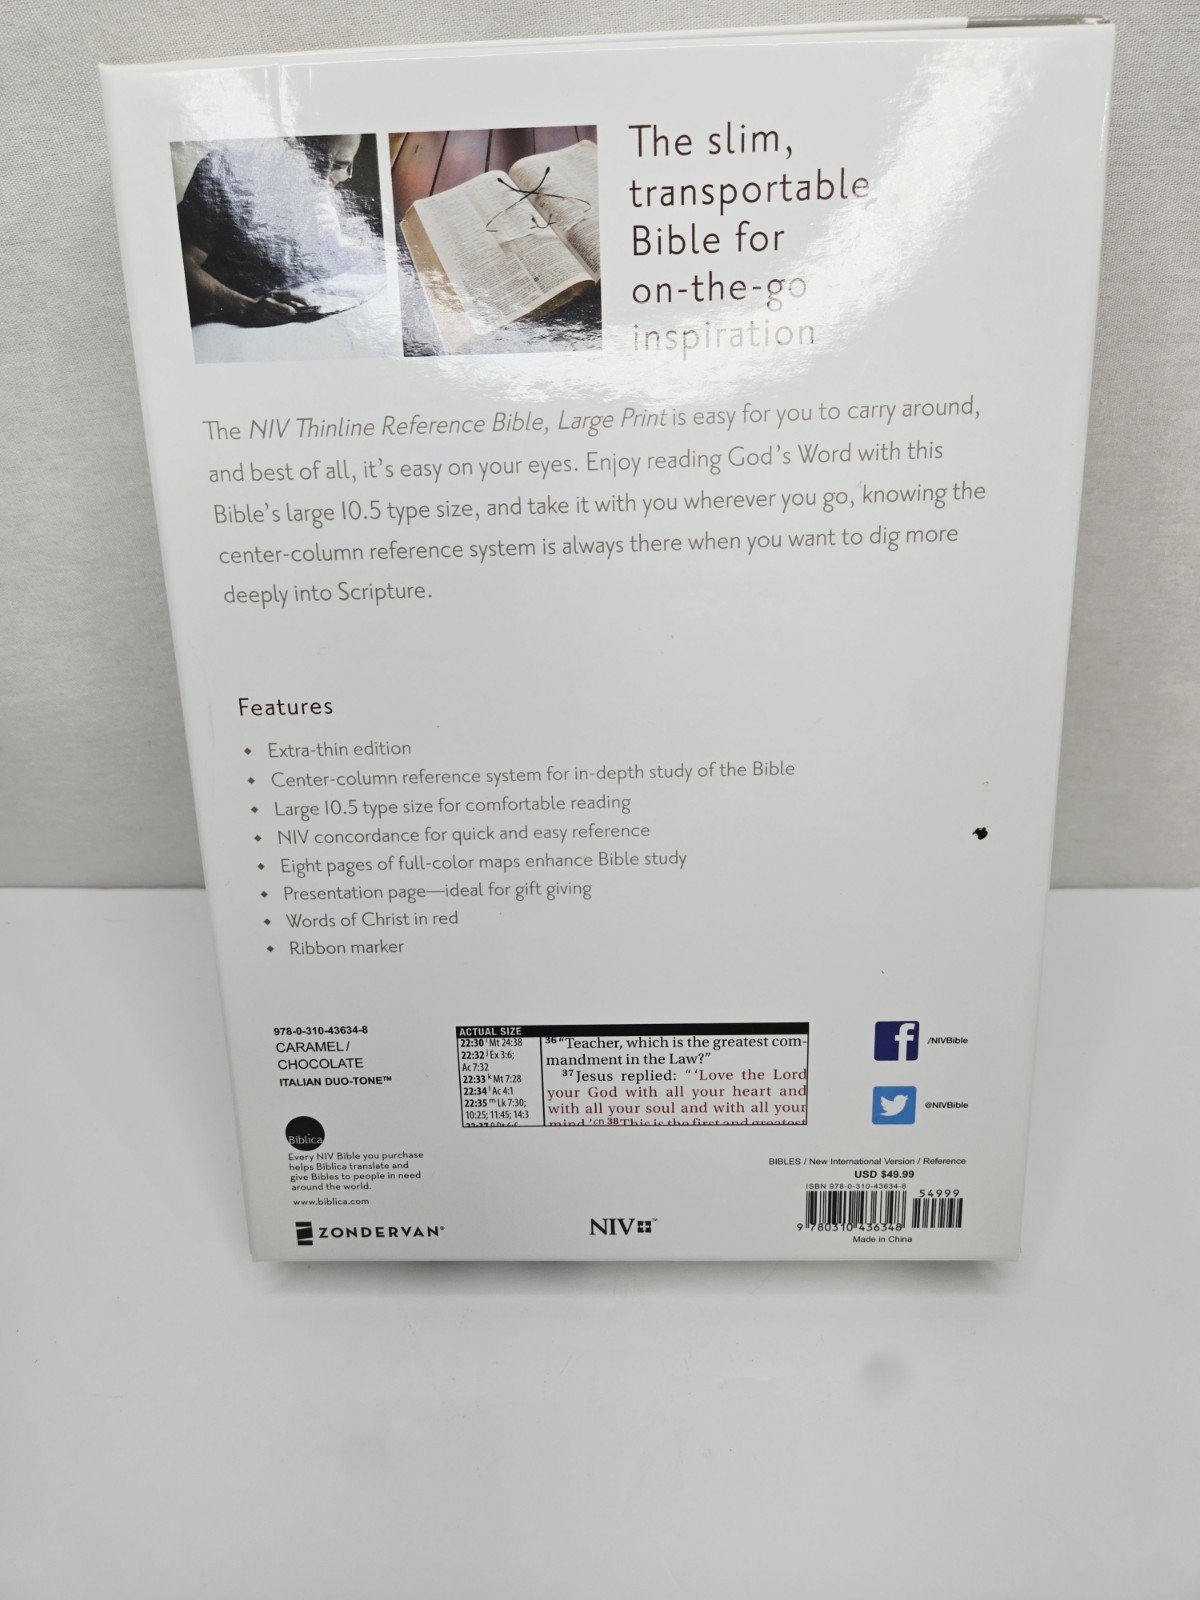 The slim,
transportable
Bible for
on-the-go
inspiration
The NIV Thinline Reference Bible, Large Print is easy for you to carry around,
and best of all, it's easy on your eyes. Enjoy reading God's Word with this
Bible's large 10.5 type size, and take it with you wherever you go, knowing the
center-column reference system is always there when you want to dig more
deeply into Scripture.
Features
Extra-thin edition
Center-column reference system for in-depth study of the Bible
Large 10.5 type size for comfortable reading
NIV concordance for quick and easy reference
Eight pages of full-color maps enhance Bible study
Presentation page—ideal for gift giving
Words of Christ in red
Ribbon marker
978-0-310-43634-8
CARAMEL/
CHOCOLATE
ITALIAN DUO-TONE™
Biblica
Every NIV Bible you purchase
helps Biblica translate and
give Bibles to people in need
around the world.
www.biblica.com
ZONDERVAN®
ACTUAL SIZE
22:30 i Mt 24:38
22:32 j Ex 3:6;
Ac 7:32
22:33 k Mt 7:28
22:34 l Ac 4:1
22:35 m Lk 7:30;
10:25; 11:45; 14:3
36 "Teacher, which is the greatest com-
mandment in the Law?"
37 Jesus replied: "'Love the Lord
your God with all your heart and
with all your soul and with all your
mind.'cn 38 This is the first and greatest
NIV™
f /NIVBible
@NIVBible
BIBLES / New International Version / Reference
USD $49.99
ISBN 978-0-310-43634-8
54999
9 780310 436348
Made in China